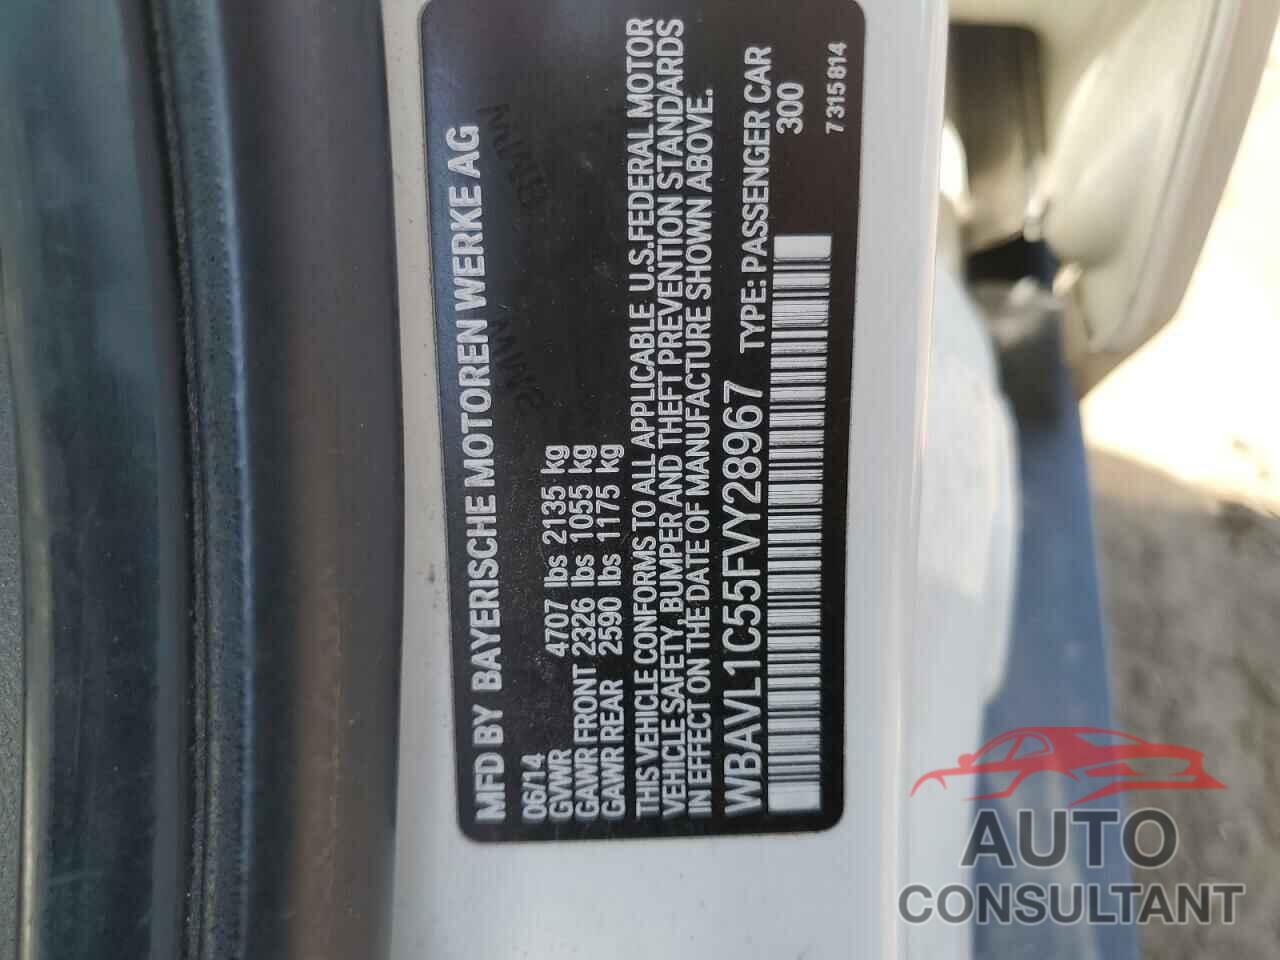 MFD BY BAYERISCHE MOTOREN WERKE AG
06/14
GVWR 4707 lbs 2135 kg
GAWR FRONT 2326 lbs 1055 kg
GAWR REAR 2590 lbs 1175 kg
THIS VEHICLE CONFORMS TO ALL APPLICABLE U.S. FEDERAL MOTOR
VEHICLE SAFETY, BUMPER AND THEFT PREVENTION STANDARDS
IN EFFECT ON THE DATE OF MANUFACTURE SHOWN ABOVE.
WBAVL1C55FVY28967 TYPE: PASSENGER CAR
300
7315814
AUTO
CONSULTANT